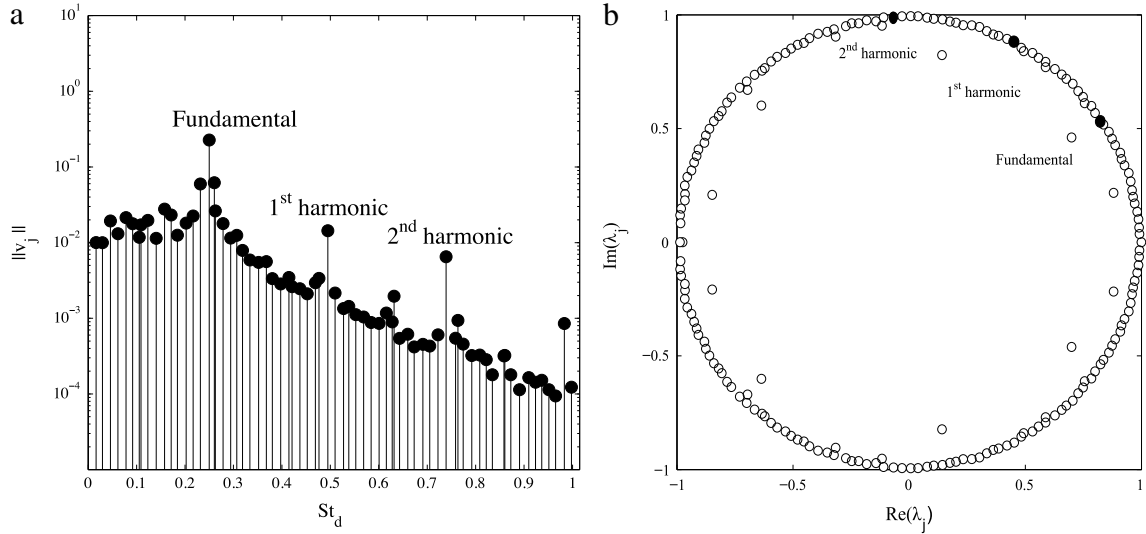 a
10^1
10^0
10^-1
10^-2
10^-3
10^-4
||v_j||
Fundamental
1st harmonic
2nd harmonic
0 0.1 0.2 0.3 0.4 0.5 0.6 0.7 0.8 0.9 1
St_d
b
1
0.5
0
−0.5
−1
Im(λ_j)
2nd harmonic
1st harmonic
Fundamental
−1 −0.5 0 0.5 1
Re(λ_j)